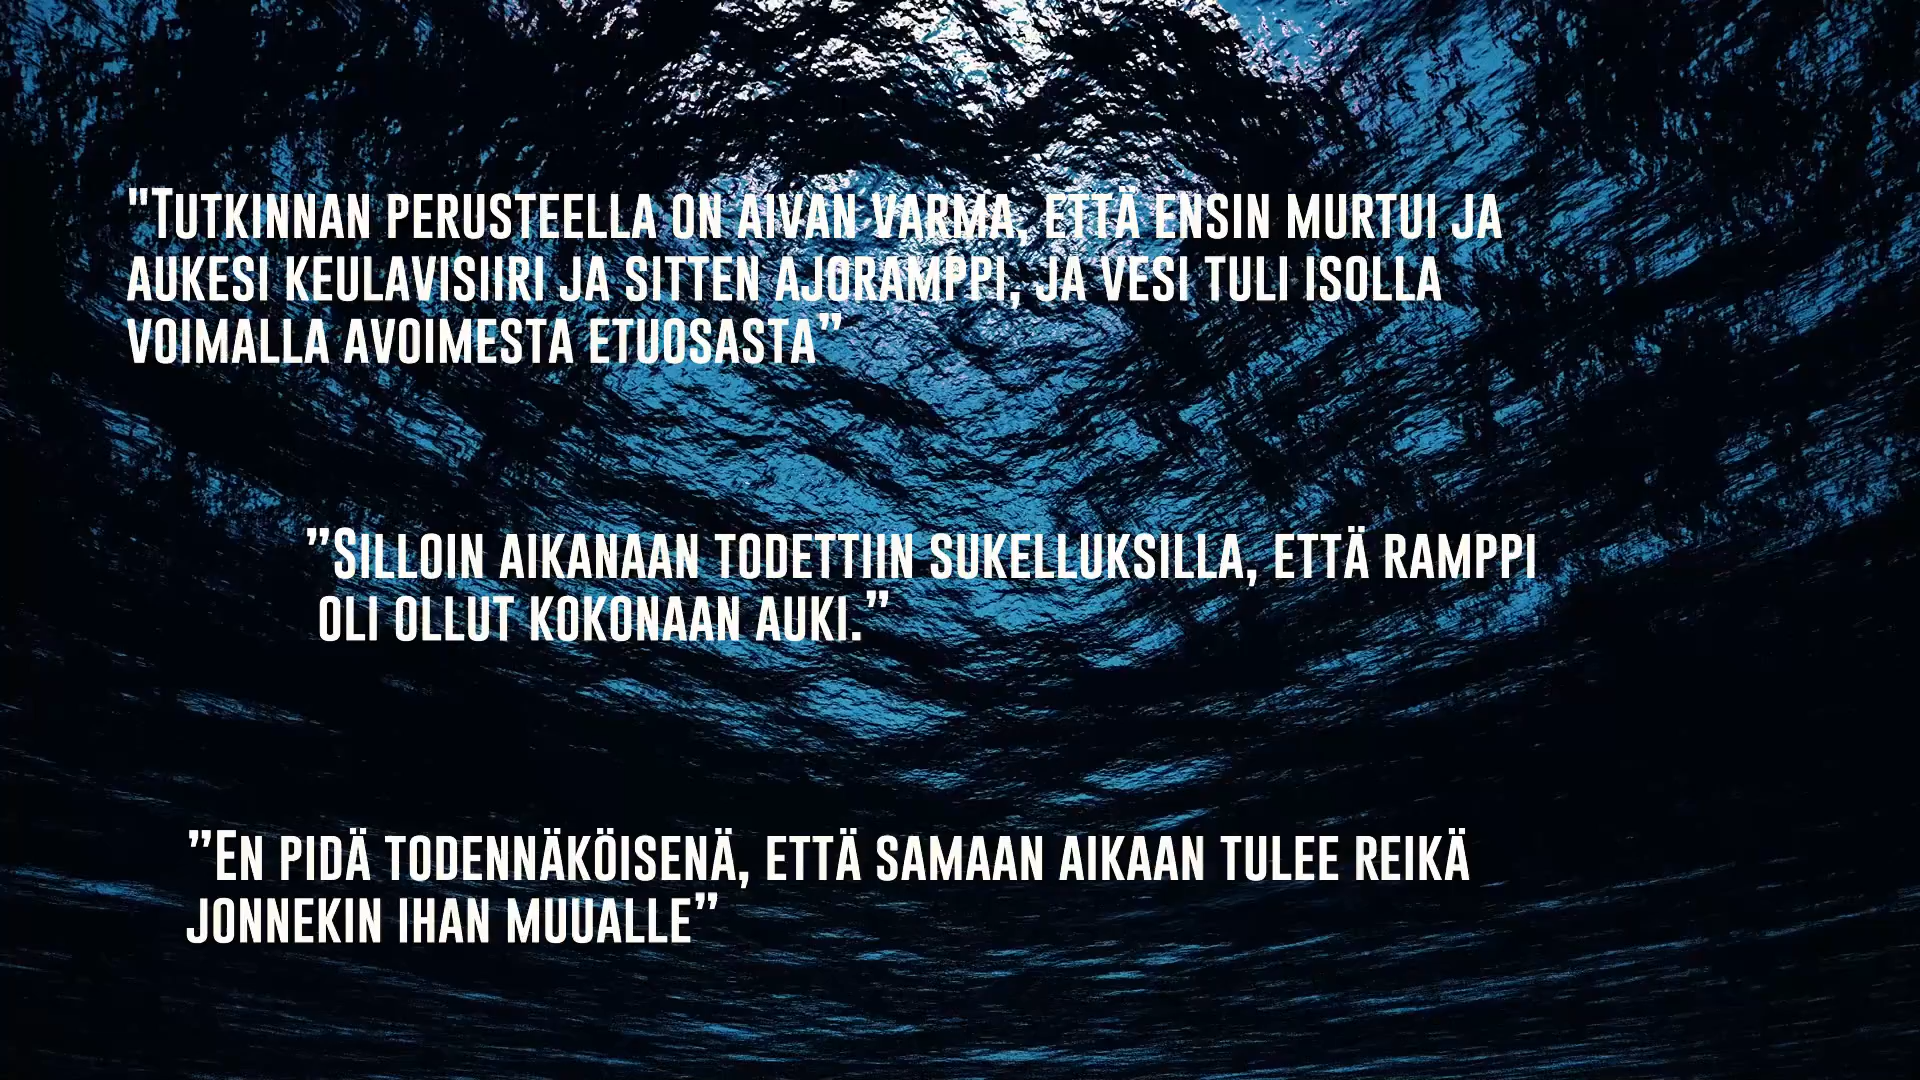 "Tutkinnan perusteella on aivan varma, että ensin murtui ja
aukesi keulavisiiri ja sitten ajoramppi, ja vesi tuli isolla
voimalla avoimesta etuosasta”
”Silloin aikanaan todettiin sukelluksilla, että ramppi
oli ollut kokonaan auki.”
”En pidä todennäköisenä, että samaan aikaan tulee reikä
jonnekin ihan muualle”